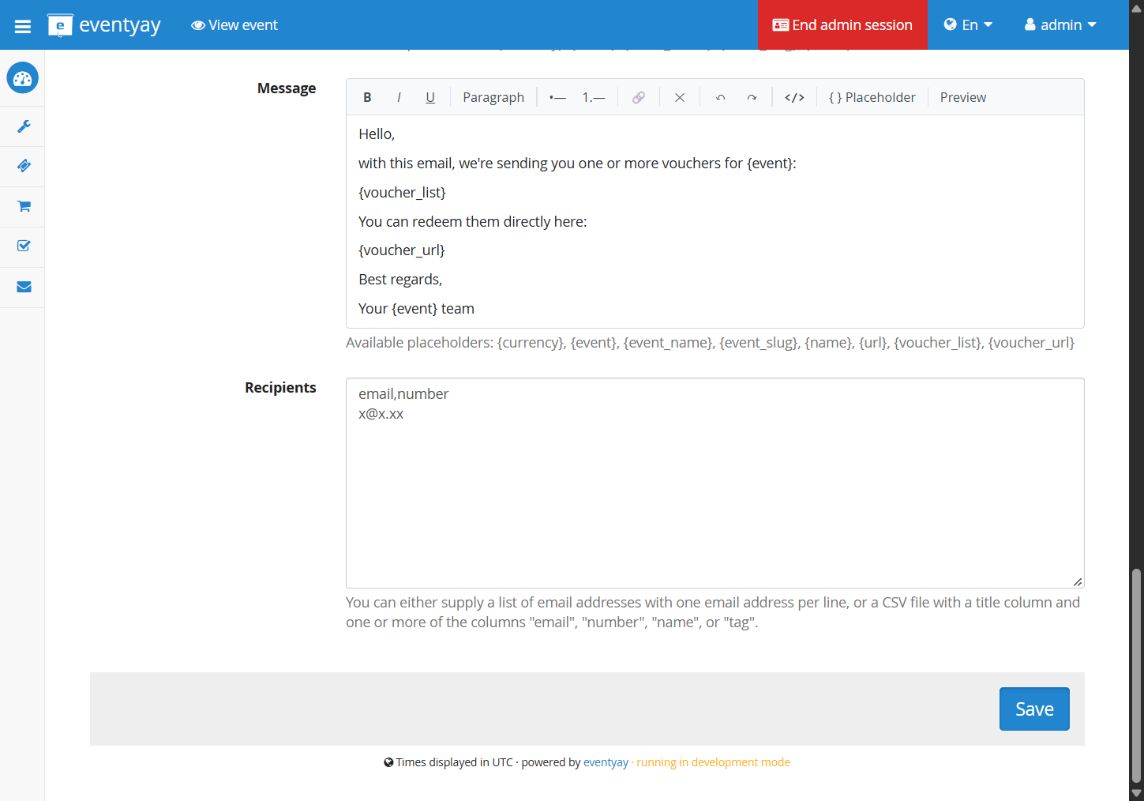 eventyay
View event
End admin session
En
admin
Message
B I U Paragraph 1. </> { } Placeholder Preview
Hello,
with this email, we're sending you one or more vouchers for {event}:
{voucher_list}
You can redeem them directly here:
{voucher_url}
Best regards,
Your {event} team
Available placeholders: {currency}, {event}, {event_name}, {event_slug}, {name}, {url}, {voucher_list}, {voucher_url}
Recipients
email,number
x@x.xx
You can either supply a list of email addresses with one email address per line, or a CSV file with a title column and
one or more of the columns "email", "number", "name", or "tag".
Save
Times displayed in UTC · powered by eventyay · running in development mode